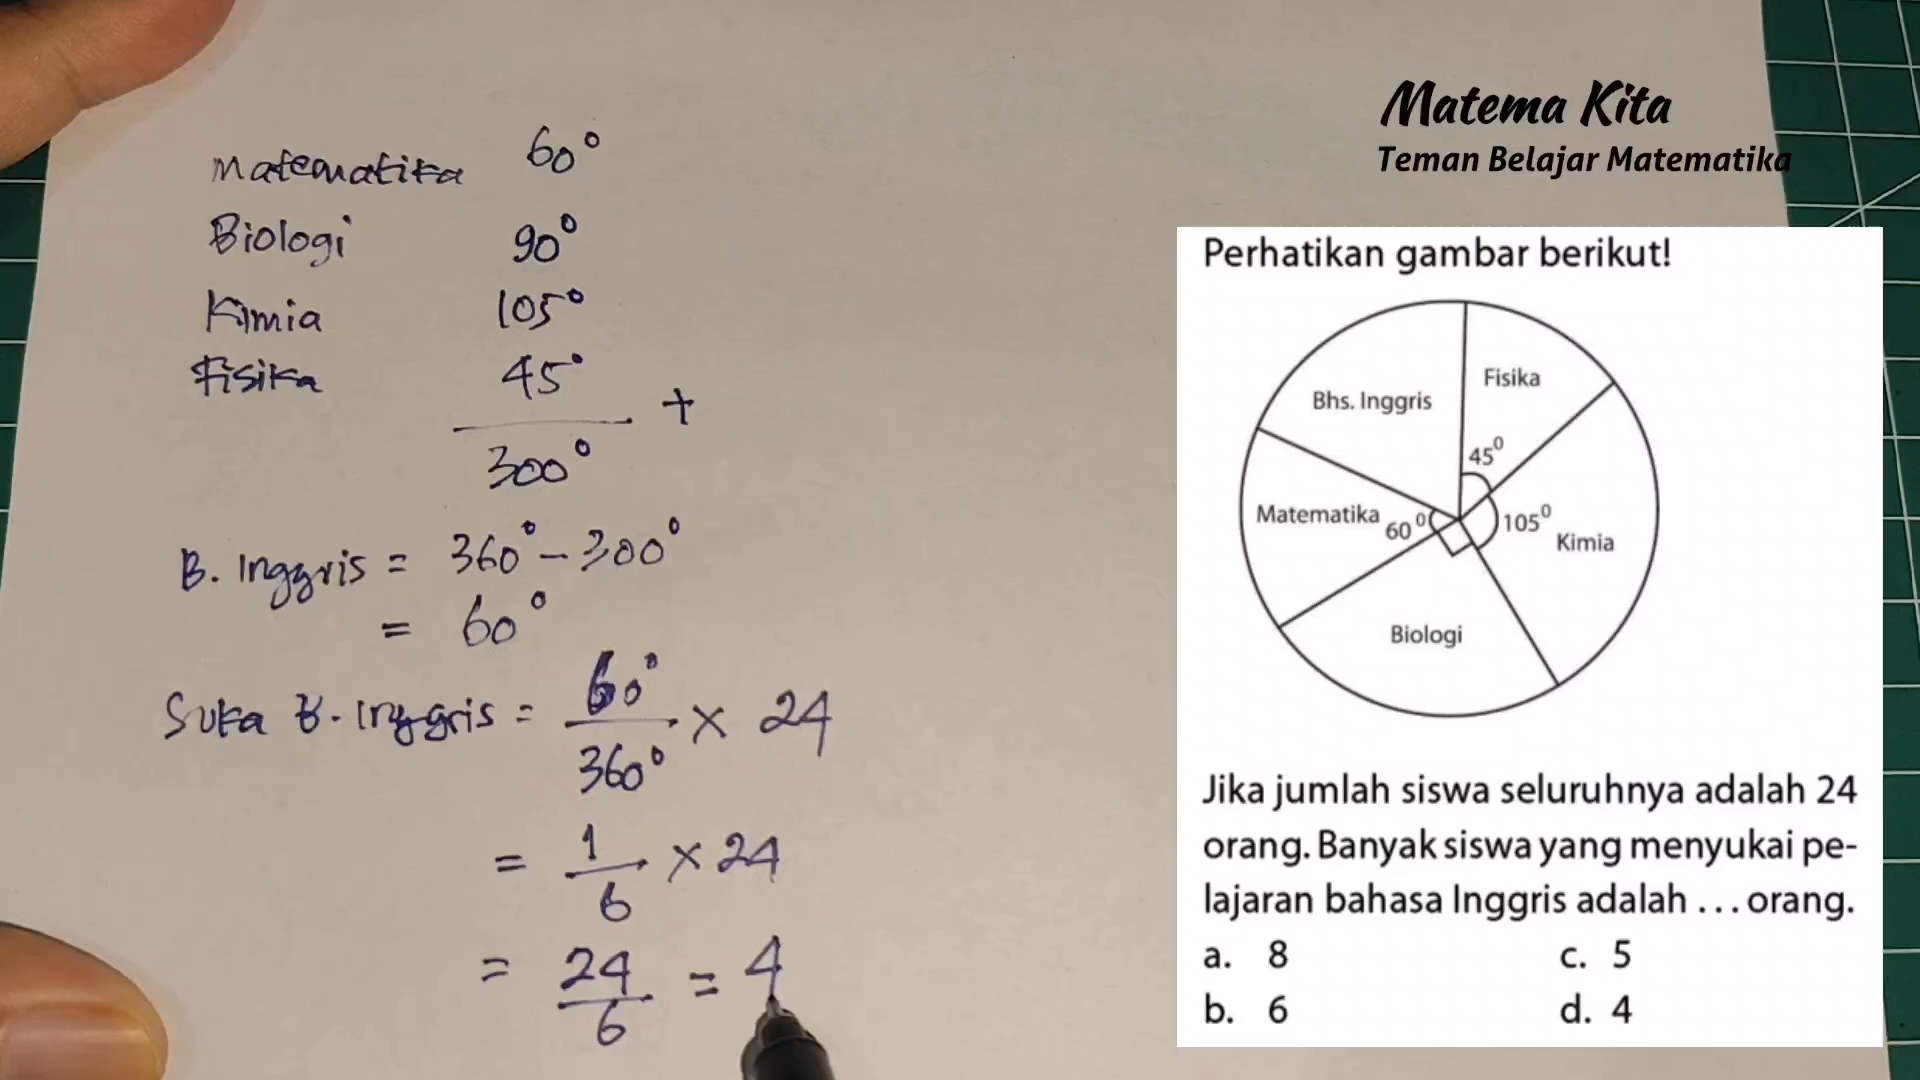 Matematika 60°
Biologi 90°
Kimia 105°
Fisika 45°
+
300°
B. Inggris = 360° - 300°
= 60°
Suka B. Inggris = 60°/360° × 24
= 1/6 × 24
= 24/6 = 4
Matema Kita
Teman Belajar Matematika
Perhatikan gambar berikut!
Fisika
Bhs. Inggris
45⁰
Matematika
60⁰
105⁰
Kimia
Biologi
Jika jumlah siswa seluruhnya adalah 24
orang. Banyak siswa yang menyukai pe-
lajaran bahasa Inggris adalah . . . orang.
a. 8
c. 5
b. 6
d. 4